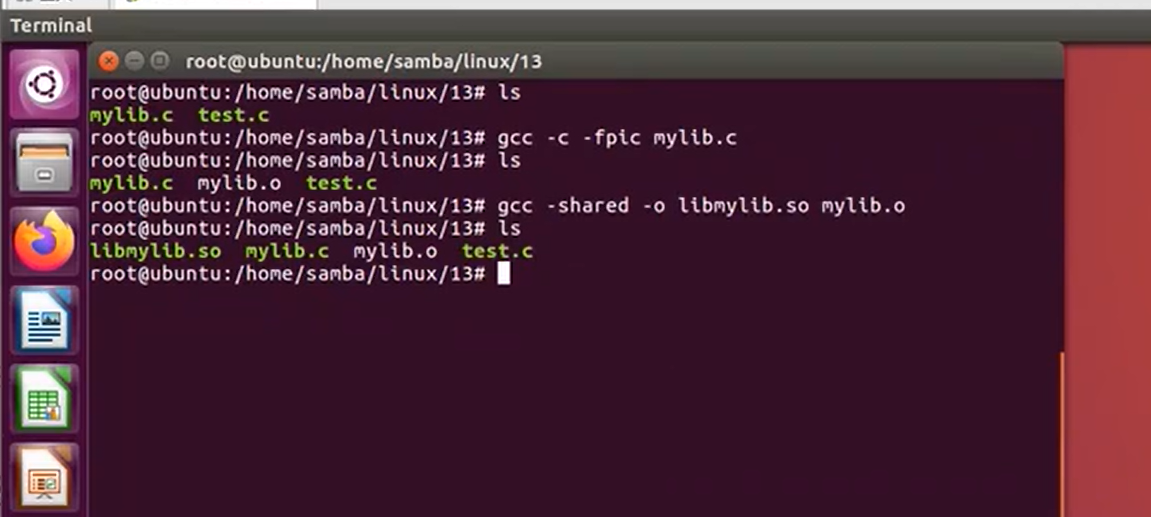 Terminal
root@ubuntu:/home/samba/linux/13
root@ubuntu:/home/samba/linux/13# ls
mylib.c  test.c
root@ubuntu:/home/samba/linux/13# gcc -c -fpic mylib.c
root@ubuntu:/home/samba/linux/13# ls
mylib.c  mylib.o  test.c
root@ubuntu:/home/samba/linux/13# gcc -shared -o libmylib.so mylib.o
root@ubuntu:/home/samba/linux/13# ls
libmylib.so  mylib.c  mylib.o  test.c
root@ubuntu:/home/samba/linux/13#